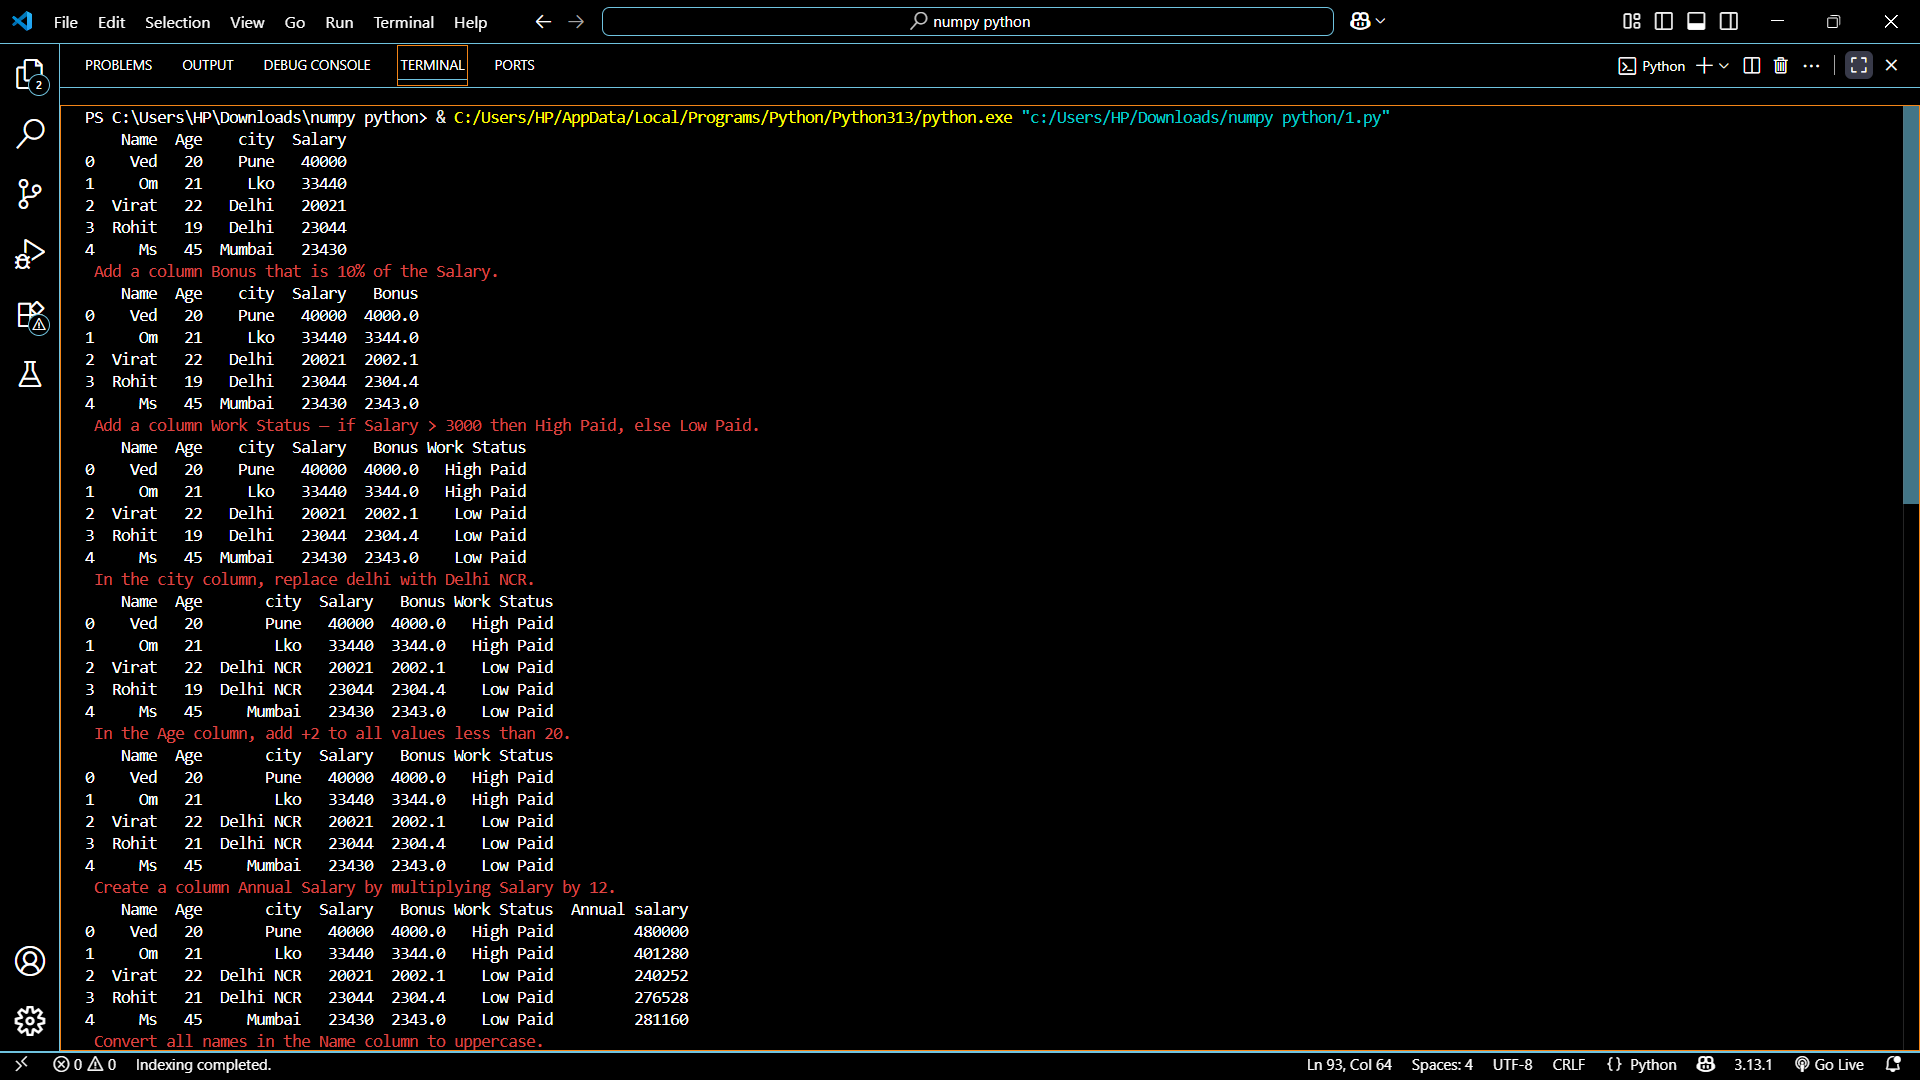 File Edit Selection View Go Run Terminal Help numpy python
PROBLEMS OUTPUT DEBUG CONSOLE TERMINAL PORTS Python
2
PS C:\Users\HP\Downloads\numpy python> & C:/Users/HP/AppData/Local/Programs/Python/Python313/python.exe "c:/Users/HP/Downloads/numpy python/1.py"
Name Age city Salary
0 Ved 20 Pune 40000
1 Om 21 Lko 33440
2 Virat 22 Delhi 20021
3 Rohit 19 Delhi 23044
4 Ms 45 Mumbai 23430
Add a column Bonus that is 10% of the Salary.
Name Age city Salary Bonus
0 Ved 20 Pune 40000 4000.0
1 Om 21 Lko 33440 3344.0
2 Virat 22 Delhi 20021 2002.1
3 Rohit 19 Delhi 23044 2304.4
4 Ms 45 Mumbai 23430 2343.0
Add a column Work Status – if Salary > 3000 then High Paid, else Low Paid.
Name Age city Salary Bonus Work Status
0 Ved 20 Pune 40000 4000.0 High Paid
1 Om 21 Lko 33440 3344.0 High Paid
2 Virat 22 Delhi 20021 2002.1 Low Paid
3 Rohit 19 Delhi 23044 2304.4 Low Paid
4 Ms 45 Mumbai 23430 2343.0 Low Paid
In the city column, replace delhi with Delhi NCR.
Name Age city Salary Bonus Work Status
0 Ved 20 Pune 40000 4000.0 High Paid
1 Om 21 Lko 33440 3344.0 High Paid
2 Virat 22 Delhi NCR 20021 2002.1 Low Paid
3 Rohit 19 Delhi NCR 23044 2304.4 Low Paid
4 Ms 45 Mumbai 23430 2343.0 Low Paid
In the Age column, add +2 to all values less than 20.
Name Age city Salary Bonus Work Status
0 Ved 20 Pune 40000 4000.0 High Paid
1 Om 21 Lko 33440 3344.0 High Paid
2 Virat 22 Delhi NCR 20021 2002.1 Low Paid
3 Rohit 21 Delhi NCR 23044 2304.4 Low Paid
4 Ms 45 Mumbai 23430 2343.0 Low Paid
Create a column Annual Salary by multiplying Salary by 12.
Name Age city Salary Bonus Work Status Annual salary
0 Ved 20 Pune 40000 4000.0 High Paid 480000
1 Om 21 Lko 33440 3344.0 High Paid 401280
2 Virat 22 Delhi NCR 20021 2002.1 Low Paid 240252
3 Rohit 21 Delhi NCR 23044 2304.4 Low Paid 276528
4 Ms 45 Mumbai 23430 2343.0 Low Paid 281160
Convert all names in the Name column to uppercase.
0 0 Indexing completed. Ln 93, Col 64 Spaces: 4 UTF-8 CRLF {} Python 3.13.1 Go Live